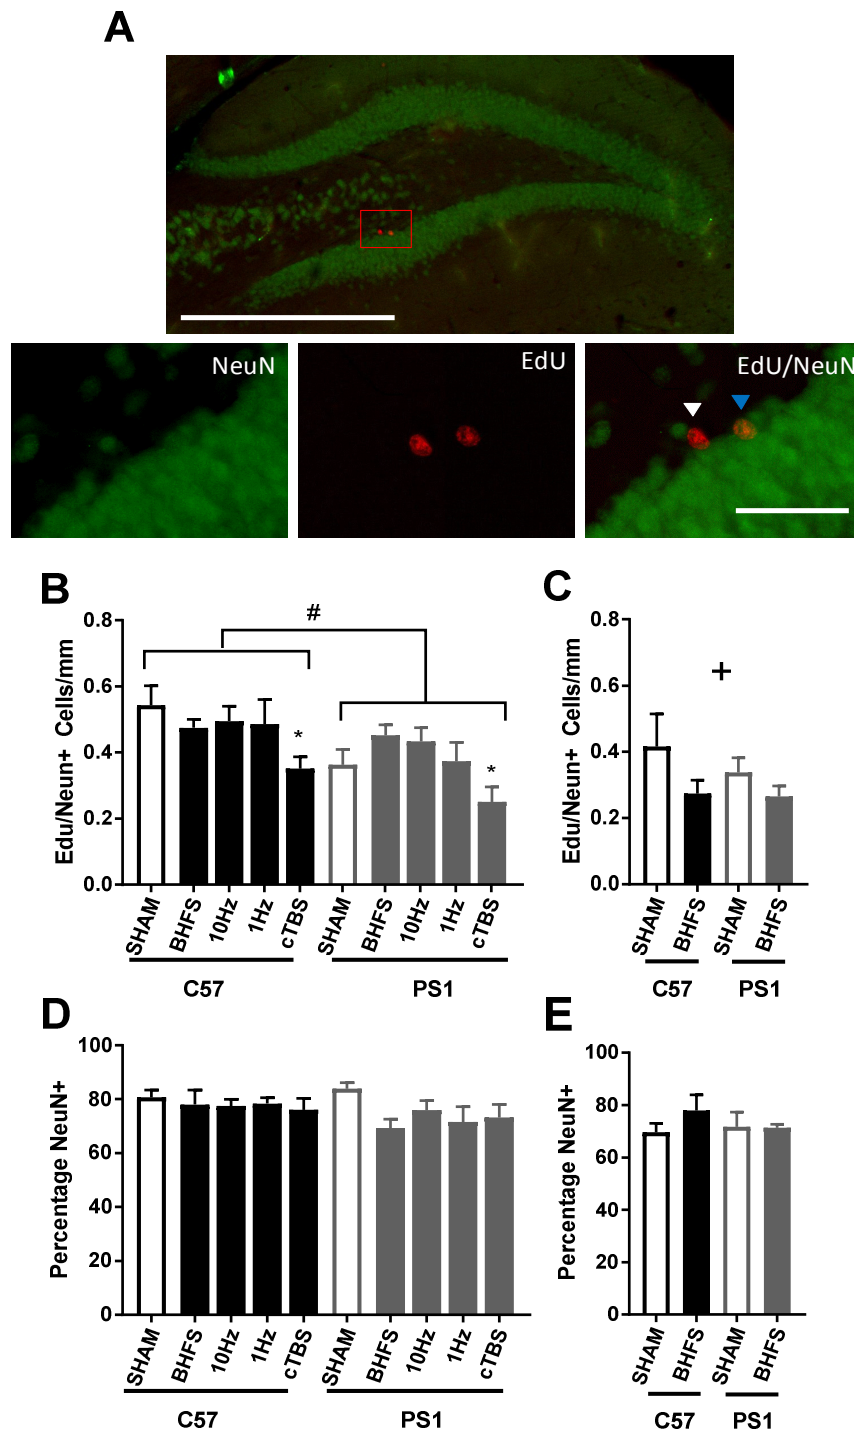 A
NeuN
EdU
EdU/NeuN
B
#
Edu/Neun+ Cells/mm
0.8
0.6
0.4
0.2
0.0
*
*
SHAM
BHFS
10Hz
1Hz
cTBS
SHAM
BHFS
10Hz
1Hz
cTBS
C57
PS1
C
+
Edu/Neun+ Cells/mm
0.8
0.6
0.4
0.2
0.0
SHAM
BHFS
SHAM
BHFS
C57
PS1
D
Percentage NeuN+
100
80
60
40
20
0
SHAM
BHFS
10Hz
1Hz
cTBS
SHAM
BHFS
10Hz
1Hz
cTBS
C57
PS1
E
Percentage NeuN+
100
80
60
40
20
0
SHAM
BHFS
SHAM
BHFS
C57
PS1